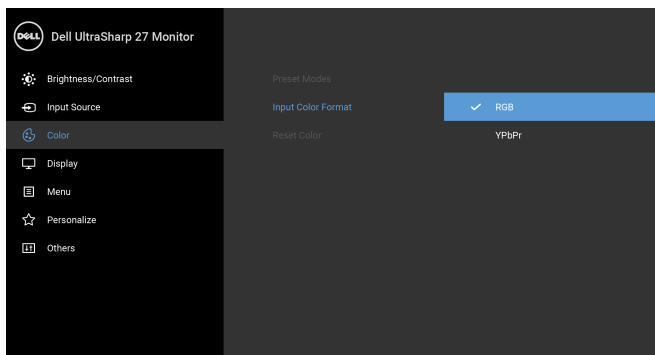 DELL Dell UltraSharp 27 Monitor
Brightness/Contrast
Preset Modes
Input Source
Input Color Format
RGB
Color
Reset Color
YPbPr
Display
Menu
Personalize
Others